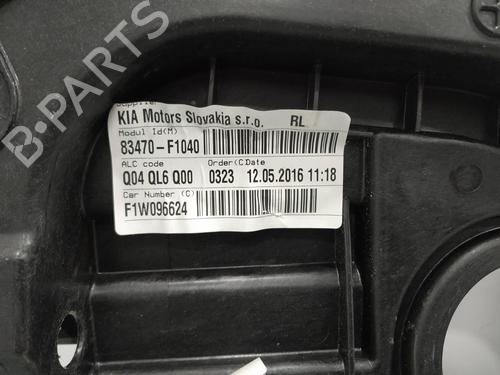 B-PARTS
Supplier
KIA Motors Slovakia s.r.o. RL
Modul Id(M)
83470-F1040
ALC code Order(C)Date
Q04 QL6 Q00 0323 12.05.2016 11:18
Car Number (C)
F1W096624